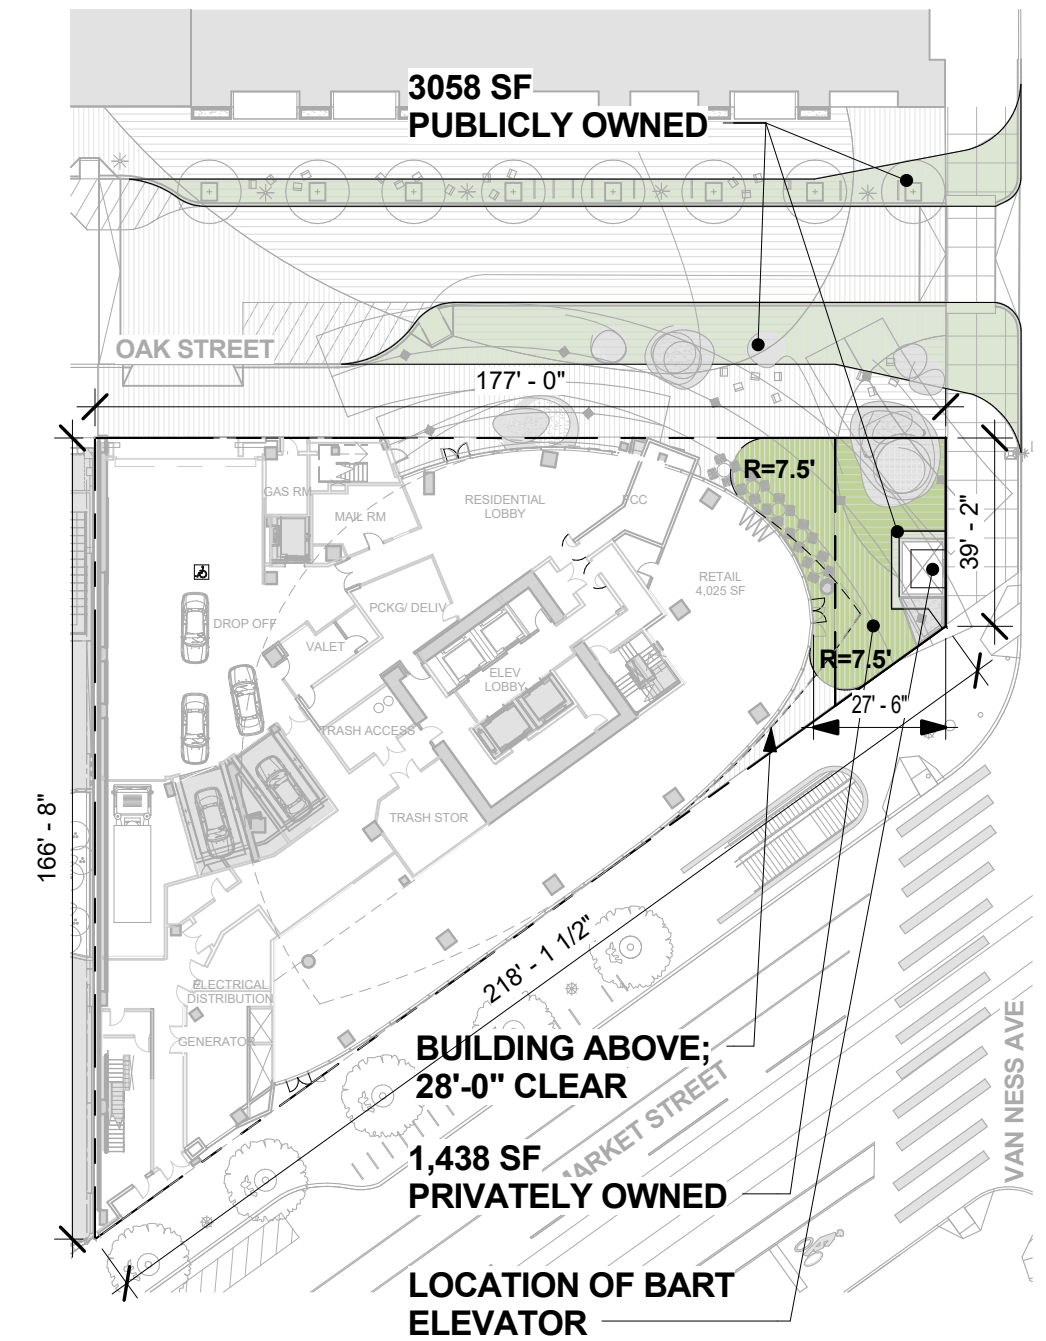 3058 SF
PUBLICLY OWNED
OAK STREET
177' - 0"
GAS RM
MAIL RM
RESIDENTIAL
LOBBY
FCC
R=7.5'
39' - 2"
RETAIL
4,025 SF
PCKG/ DELIV
DROP OFF
VALET
ELEV
LOBBY
R=7.5'
27' - 6"
TRASH ACCESS
TRASH STOR
166' - 8"
218' - 1 1/2"
ELECTRICAL
DISTRIBUTION
GENERATOR
BUILDING ABOVE;
28'-0" CLEAR
MARKET STREET
VAN NESS AVE
1,438 SF
PRIVATELY OWNED
LOCATION OF BART
ELEVATOR